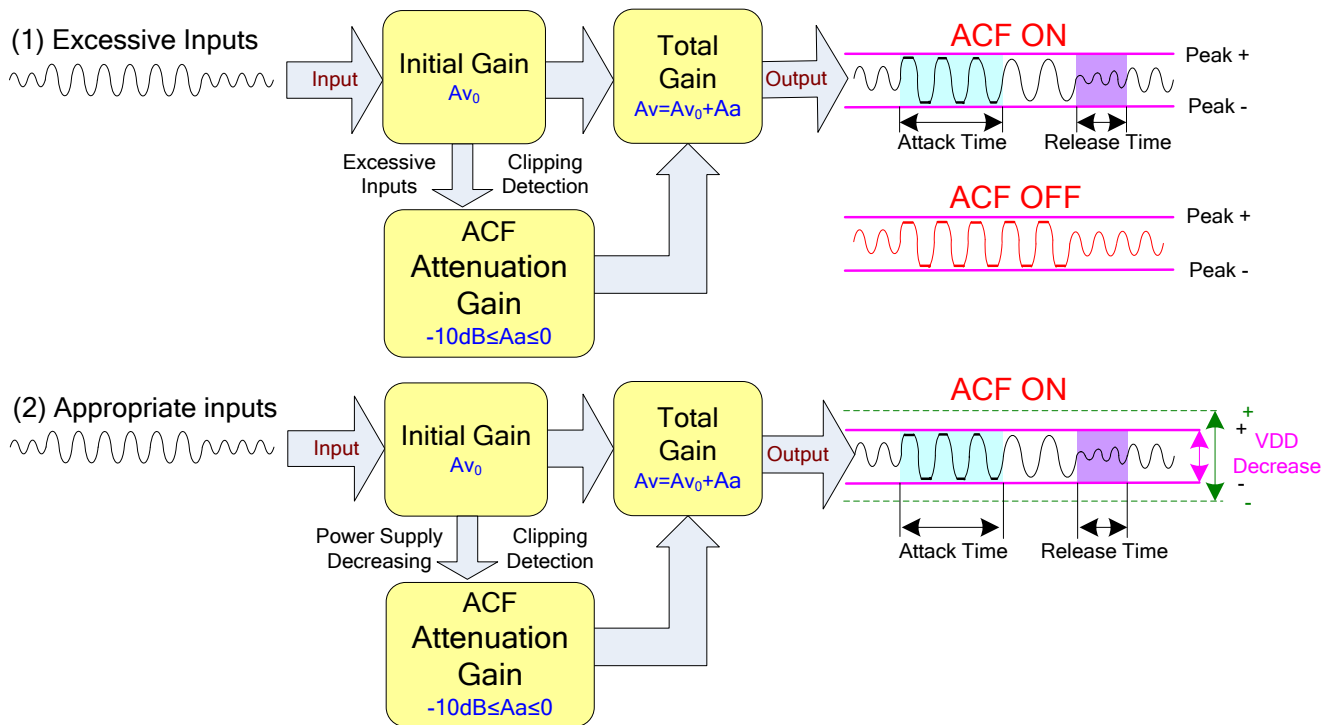 (1) Excessive Inputs
Input
Initial Gain
Av0
Total
Gain
Av=Av0+Aa
Output
ACF ON
Peak +
Peak -
Attack Time
Release Time
Excessive
Inputs
Clipping
Detection
ACF
Attenuation
Gain
-10dB≤Aa≤0
ACF OFF
Peak +
Peak -
(2) Appropriate inputs
Input
Initial Gain
Av0
Total
Gain
Av=Av0+Aa
Output
ACF ON
+
+
VDD
Decrease
-
-
Attack Time
Release Time
Power Supply
Decreasing
Clipping
Detection
ACF
Attenuation
Gain
-10dB≤Aa≤0